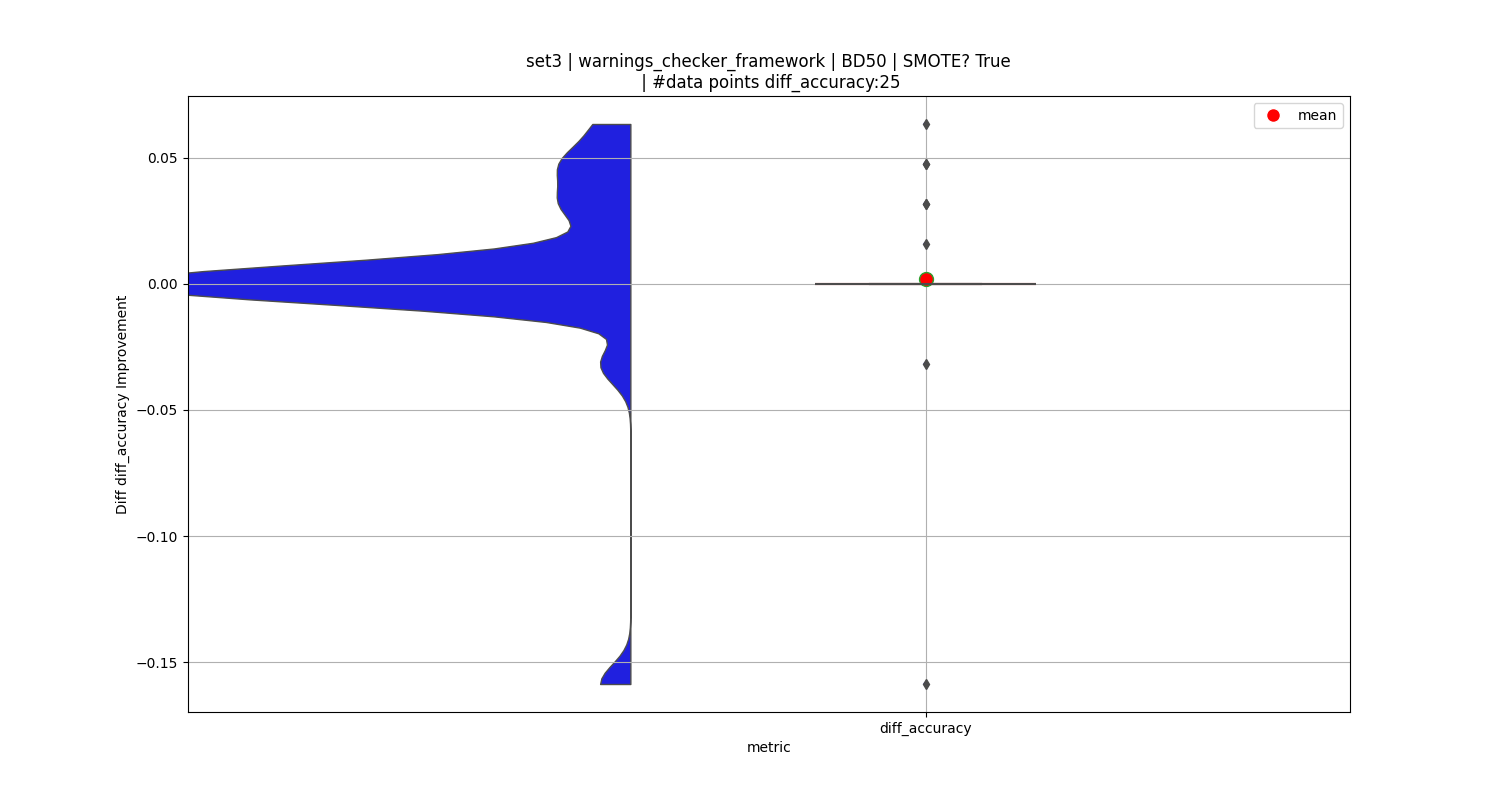 set3 | warnings_checker_framework | BD50 | SMOTE? True
| #data points diff_accuracy:25
mean
0.05
0.00
−0.05
−0.10
−0.15
Diff diff_accuracy Improvement
diff_accuracy
metric